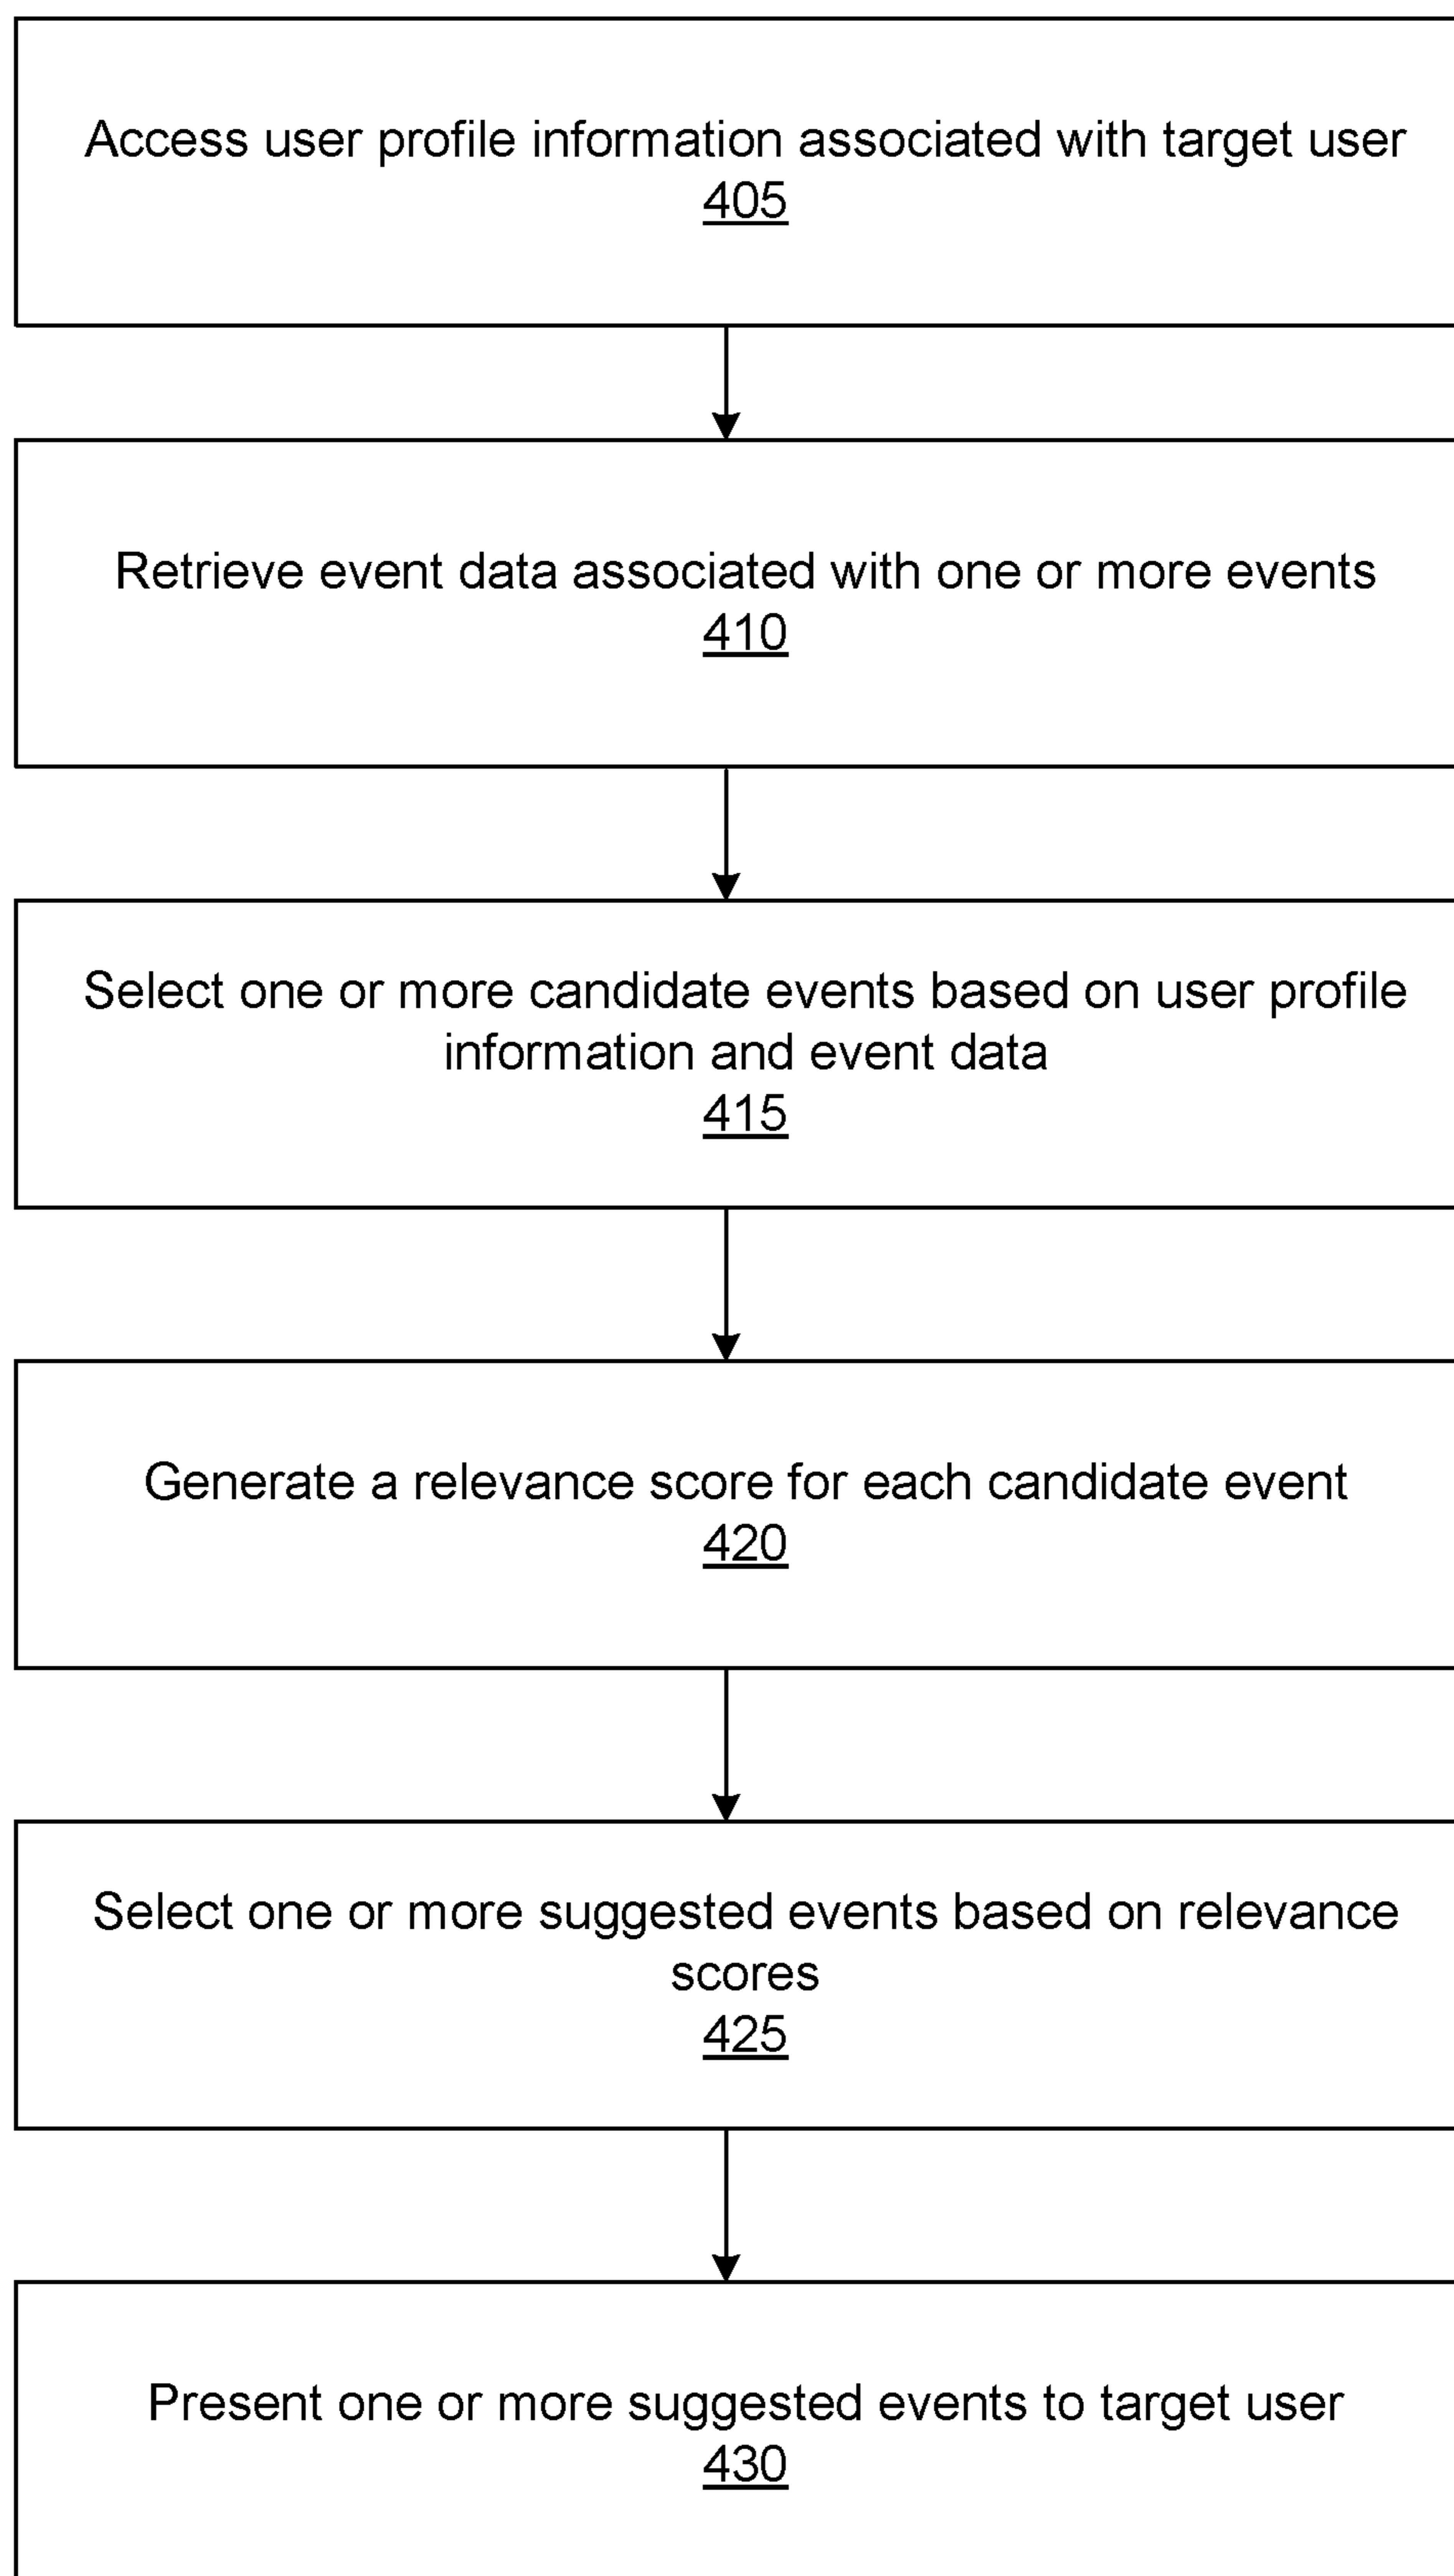 Access user profile information associated with target user
405
Retrieve event data associated with one or more events
410
Select one or more candidate events based on user profile
information and event data
415
Generate a relevance score for each candidate event
420
Select one or more suggested events based on relevance
scores
425
Present one or more suggested events to target user
430